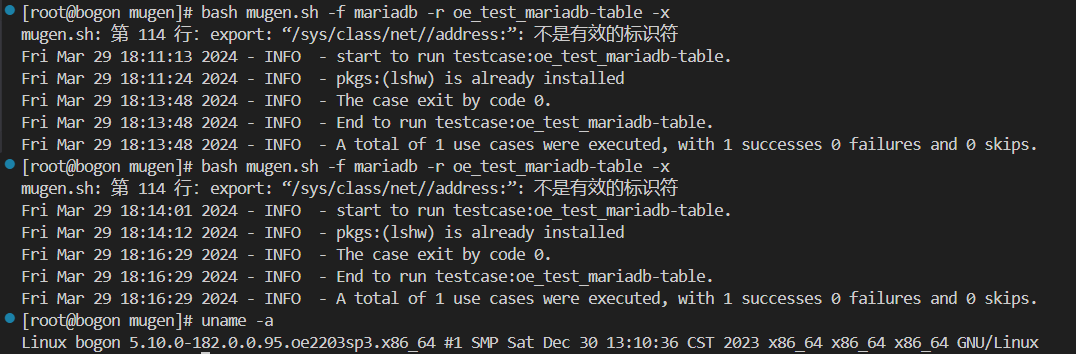 [root@bogon mugen]# bash mugen.sh -f mariadb -r oe_test_mariadb-table -x
mugen.sh: 第 114 行: export: “/sys/class/net//address:”: 不是有效的标识符
Fri Mar 29 18:11:13 2024 - INFO  - start to run testcase:oe_test_mariadb-table.
Fri Mar 29 18:11:24 2024 - INFO  - pkgs:(lshw) is already installed
Fri Mar 29 18:13:48 2024 - INFO  - The case exit by code 0.
Fri Mar 29 18:13:48 2024 - INFO  - End to run testcase:oe_test_mariadb-table.
Fri Mar 29 18:13:48 2024 - INFO  - A total of 1 use cases were executed, with 1 successes 0 failures and 0 skips.
[root@bogon mugen]# bash mugen.sh -f mariadb -r oe_test_mariadb-table -x
mugen.sh: 第 114 行: export: “/sys/class/net//address:”: 不是有效的标识符
Fri Mar 29 18:14:01 2024 - INFO  - start to run testcase:oe_test_mariadb-table.
Fri Mar 29 18:14:12 2024 - INFO  - pkgs:(lshw) is already installed
Fri Mar 29 18:16:29 2024 - INFO  - The case exit by code 0.
Fri Mar 29 18:16:29 2024 - INFO  - End to run testcase:oe_test_mariadb-table.
Fri Mar 29 18:16:29 2024 - INFO  - A total of 1 use cases were executed, with 1 successes 0 failures and 0 skips.
[root@bogon mugen]# uname -a
Linux bogon 5.10.0-182.0.0.95.oe2203sp3.x86_64 #1 SMP Sat Dec 30 13:10:36 CST 2023 x86_64 x86_64 x86_64 GNU/Linux